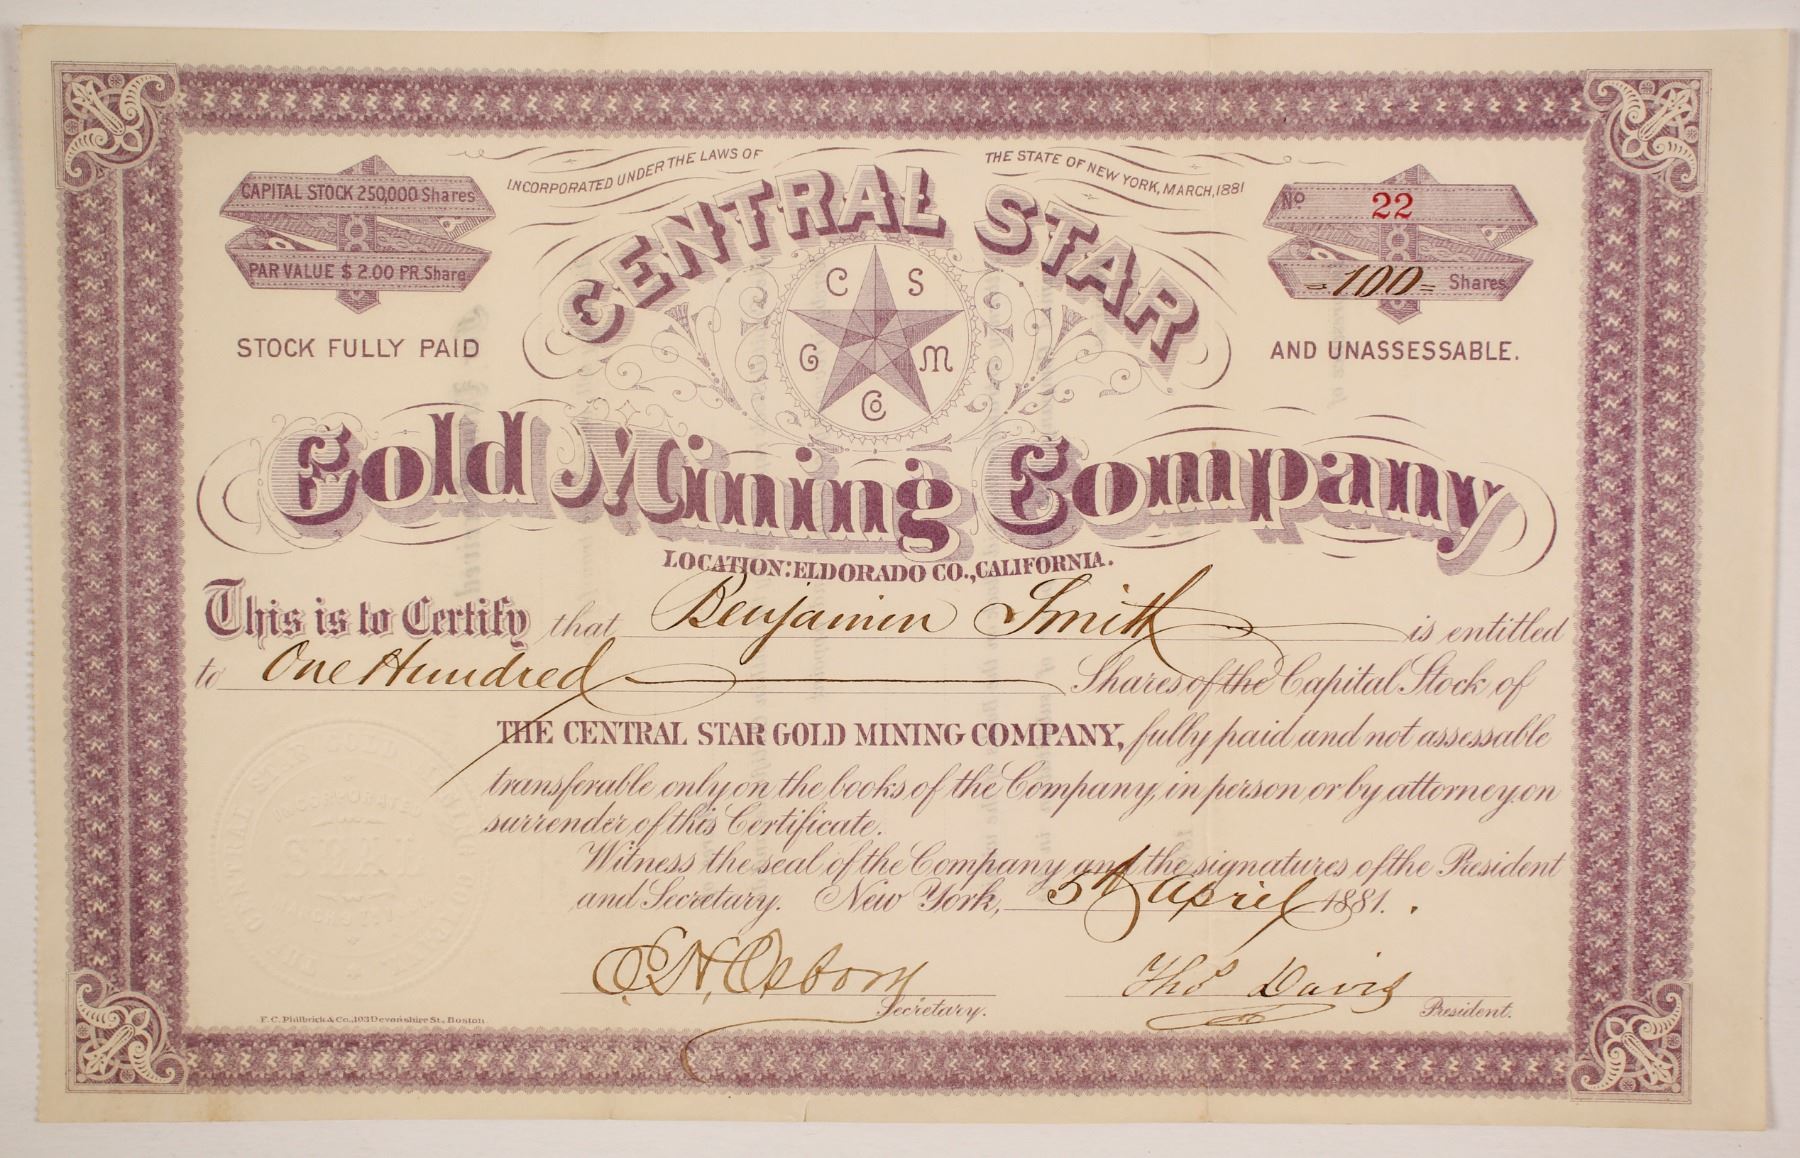 INCORPORATED UNDER THE LAWS OF THE STATE OF NEW YORK, MARCH, 1881
CAPITAL STOCK 250,000 Shares
PAR VALUE $ 2.00 PR. Share
No 22
=100= Shares
STOCK FULLY PAID
AND UNASSESSABLE.
CENTRAL STAR
C S
G M
Co
Gold Mining Company
LOCATION: ELDORADO CO., CALIFORNIA.
This is to Certify that Benjamin Smith is entitled
to One Hundred Shares of the Capital Stock of
THE CENTRAL STAR GOLD MINING COMPANY, fully paid and not assessable
transferable only on the books of the Company, in person or by attorney on
surrender of this Certificate.
Witness the seal of the Company and the signatures of the President
and Secretary. New York, 5th April 1881.
SEAL
Osborn
Secretary.
Thos Davis
President.
F. C. Philbrick & Co., 103 Devonshire St., Boston